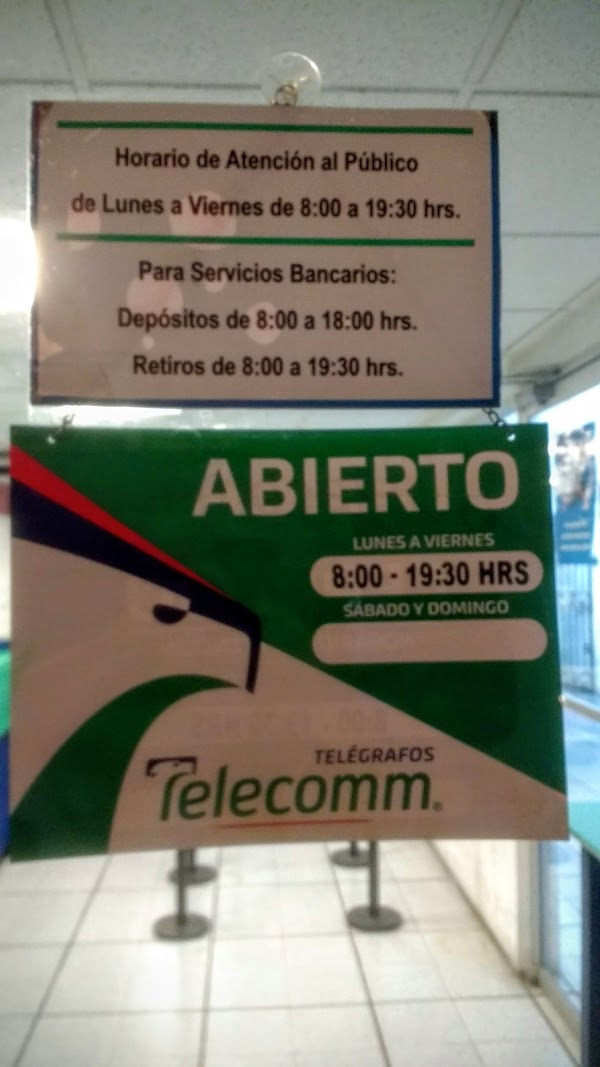 Horario de Atención al Público
de Lunes a Viernes de 8:00 a 19:30 hrs.
Para Servicios Bancarios:
Depósitos de 8:00 a 18:00 hrs.
Retiros de 8:00 a 19:30 hrs.
ABIERTO
LUNES A VIERNES
8:00 - 19:30 HRS
SÁBADO Y DOMINGO
TELÉGRAFOS
Telecomm®